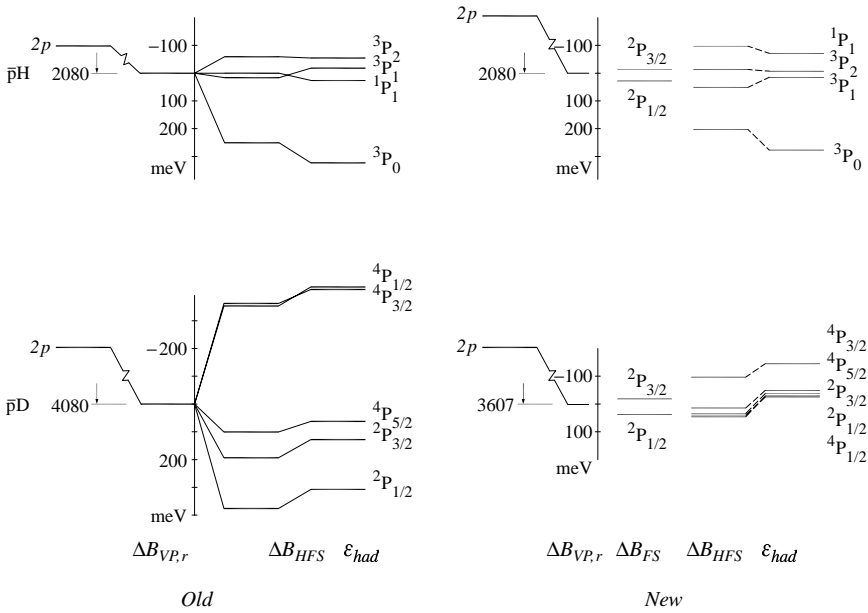 2p
−100
p̄H
2080
100
200
meV
³P₂
³P₁
¹P₁
³P₀
2p
−100
2080
100
200
meV
²P₃/₂
²P₁/₂
¹P₁
³P₂
³P₁
³P₀
2p
−200
p̄D
4080
200
meV
⁴P₁/₂
⁴P₃/₂
⁴P₅/₂
²P₃/₂
²P₁/₂
2p
−100
3607
100
meV
²P₃/₂
²P₁/₂
⁴P₃/₂
⁴P₅/₂
²P₃/₂
²P₁/₂
⁴P₁/₂
ΔB_VP,r ΔB_HFS ε_had
ΔB_VP,r ΔB_FS ΔB_HFS ε_had
Old
New